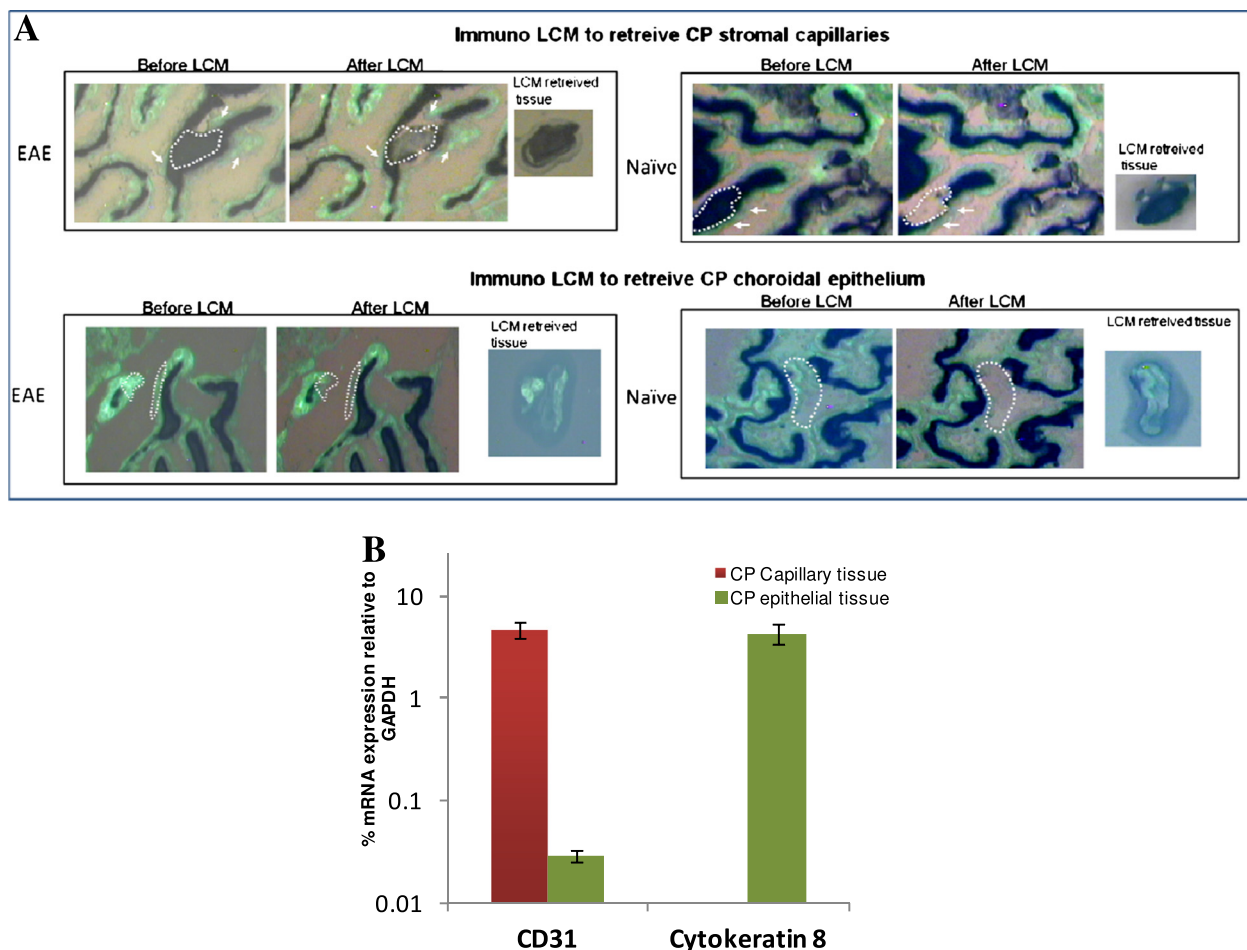 A
Immuno LCM to retreive CP stromal capillaries
Before LCM
After LCM
LCM retreived
tissue
EAE
Before LCM
After LCM
LCM retreived
tissue
Naïve
Immuno LCM to retreive CP choroidal epithelium
Before LCM
After LCM
LCM retreived
tissue
EAE
Before LCM
After LCM
LCM retreived tissue
Naïve
B
% mRNA expression relative to
GAPDH
10
1
0.1
0.01
CP Capillary tissue
CP epithelial tissue
CD31
Cytokeratin 8